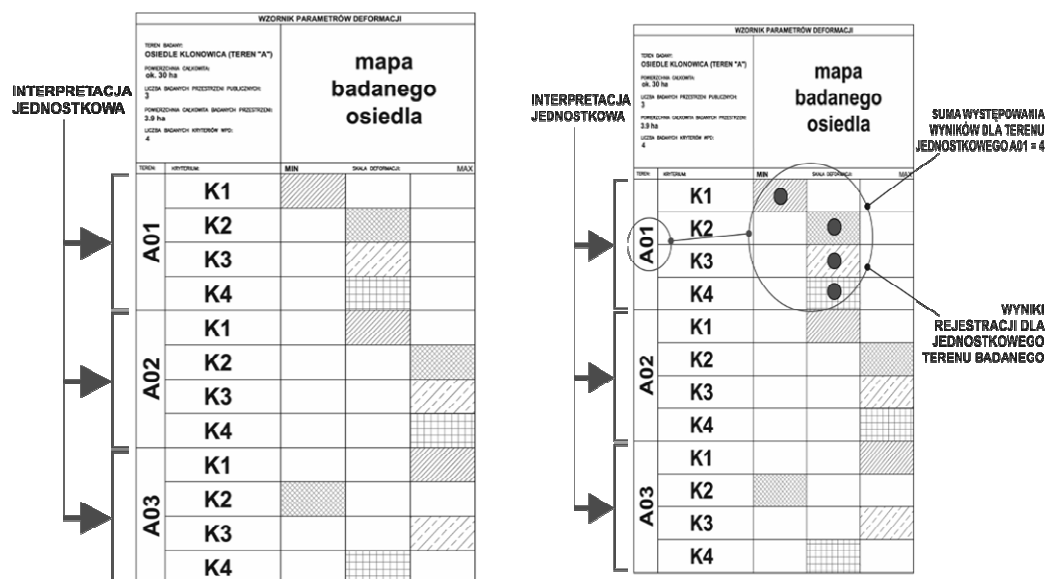 WZORNIK PARAMETRÓW DEFORMACJI
TEREN BADANY:
OSIEDLE KLONOWICA (TEREN "A")
POWIERZCHNIA CAŁKOWITA:
ok. 30 ha
LICZBA BADANYCH PRZESTRZENI PUBLICZNYCH:
3
POWIERZCHNIA CAŁKOWITA BADANYCH PRZESTRZENI:
3.9 ha
LICZBA BADANYCH KRYTERIÓW WPD:
4
mapa
badanego
osiedla
INTERPRETACJA
JEDNOSTKOWA
TEREN: KRYTERIUM: MIN SKALA DEFORMACJI: MAX
A01
K1
K2
K3
K4
A02
K1
K2
K3
K4
A03
K1
K2
K3
K4
WZORNIK PARAMETRÓW DEFORMACJI
TEREN BADANY:
OSIEDLE KLONOWICA (TEREN "A")
POWIERZCHNIA CAŁKOWITA:
ok. 30 ha
LICZBA BADANYCH PRZESTRZENI PUBLICZNYCH:
3
POWIERZCHNIA CAŁKOWITA BADANYCH PRZESTRZENI:
3.9 ha
LICZBA BADANYCH KRYTERIÓW WPD:
4
mapa
badanego
osiedla
INTERPRETACJA
JEDNOSTKOWA
SUMA WYSTĘPOWANIA
WYNIKÓW DLA TERENU
JEDNOSTKOWEGO A01 = 4
TEREN: KRYTERIUM: MIN SKALA DEFORMACJI: MAX
A01
K1
K2
K3
K4
WYNIKI
REJESTRACJI DLA
JEDNOSTKOWEGO
TERENU BADANEGO
A02
K1
K2
K3
K4
A03
K1
K2
K3
K4